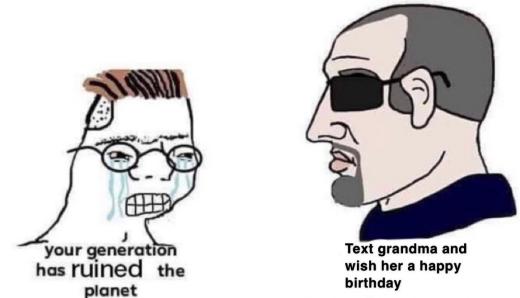 your generation
has ruined the
planet
Text grandma and
wish her a happy
birthday